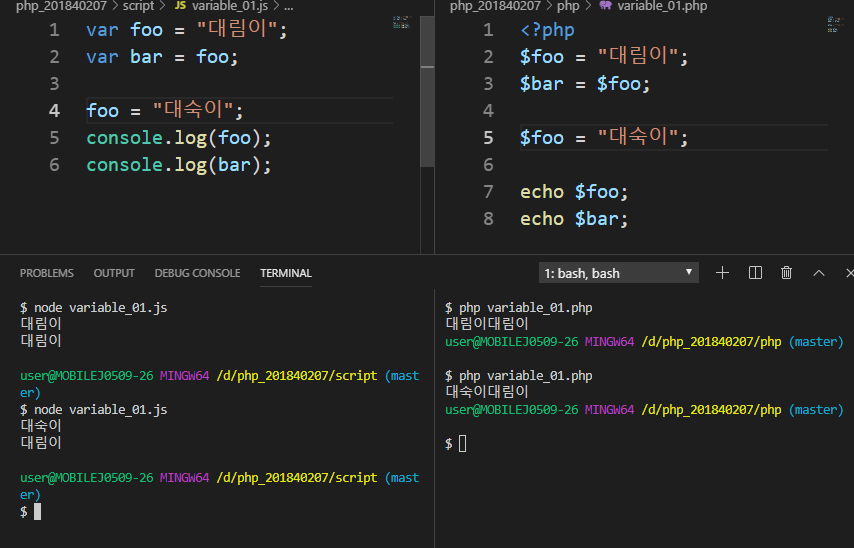 php_201840207 > script > JS variable_01.js > ...
1 var foo = "대림이";
2 var bar = foo;
3
4 foo = "대숙이";
5 console.log(foo);
6 console.log(bar);
php_201840207 > php > variable_01.php
1 <?php
2 $foo = "대림이";
3 $bar = $foo;
4
5 $foo = "대숙이";
6
7 echo $foo;
8 echo $bar;
PROBLEMS OUTPUT DEBUG CONSOLE TERMINAL
1: bash, bash
$ node variable_01.js
대림이
대림이
user@MOBILEJ0509-26 MINGW64 /d/php_201840207/script (mast
er)
$ node variable_01.js
대숙이
대림이
user@MOBILEJ0509-26 MINGW64 /d/php_201840207/script (mast
er)
$
$ php variable_01.php
대림이대림이
user@MOBILEJ0509-26 MINGW64 /d/php_201840207/php (master)
$ php variable_01.php
대숙이대림이
user@MOBILEJ0509-26 MINGW64 /d/php_201840207/php (master)
$